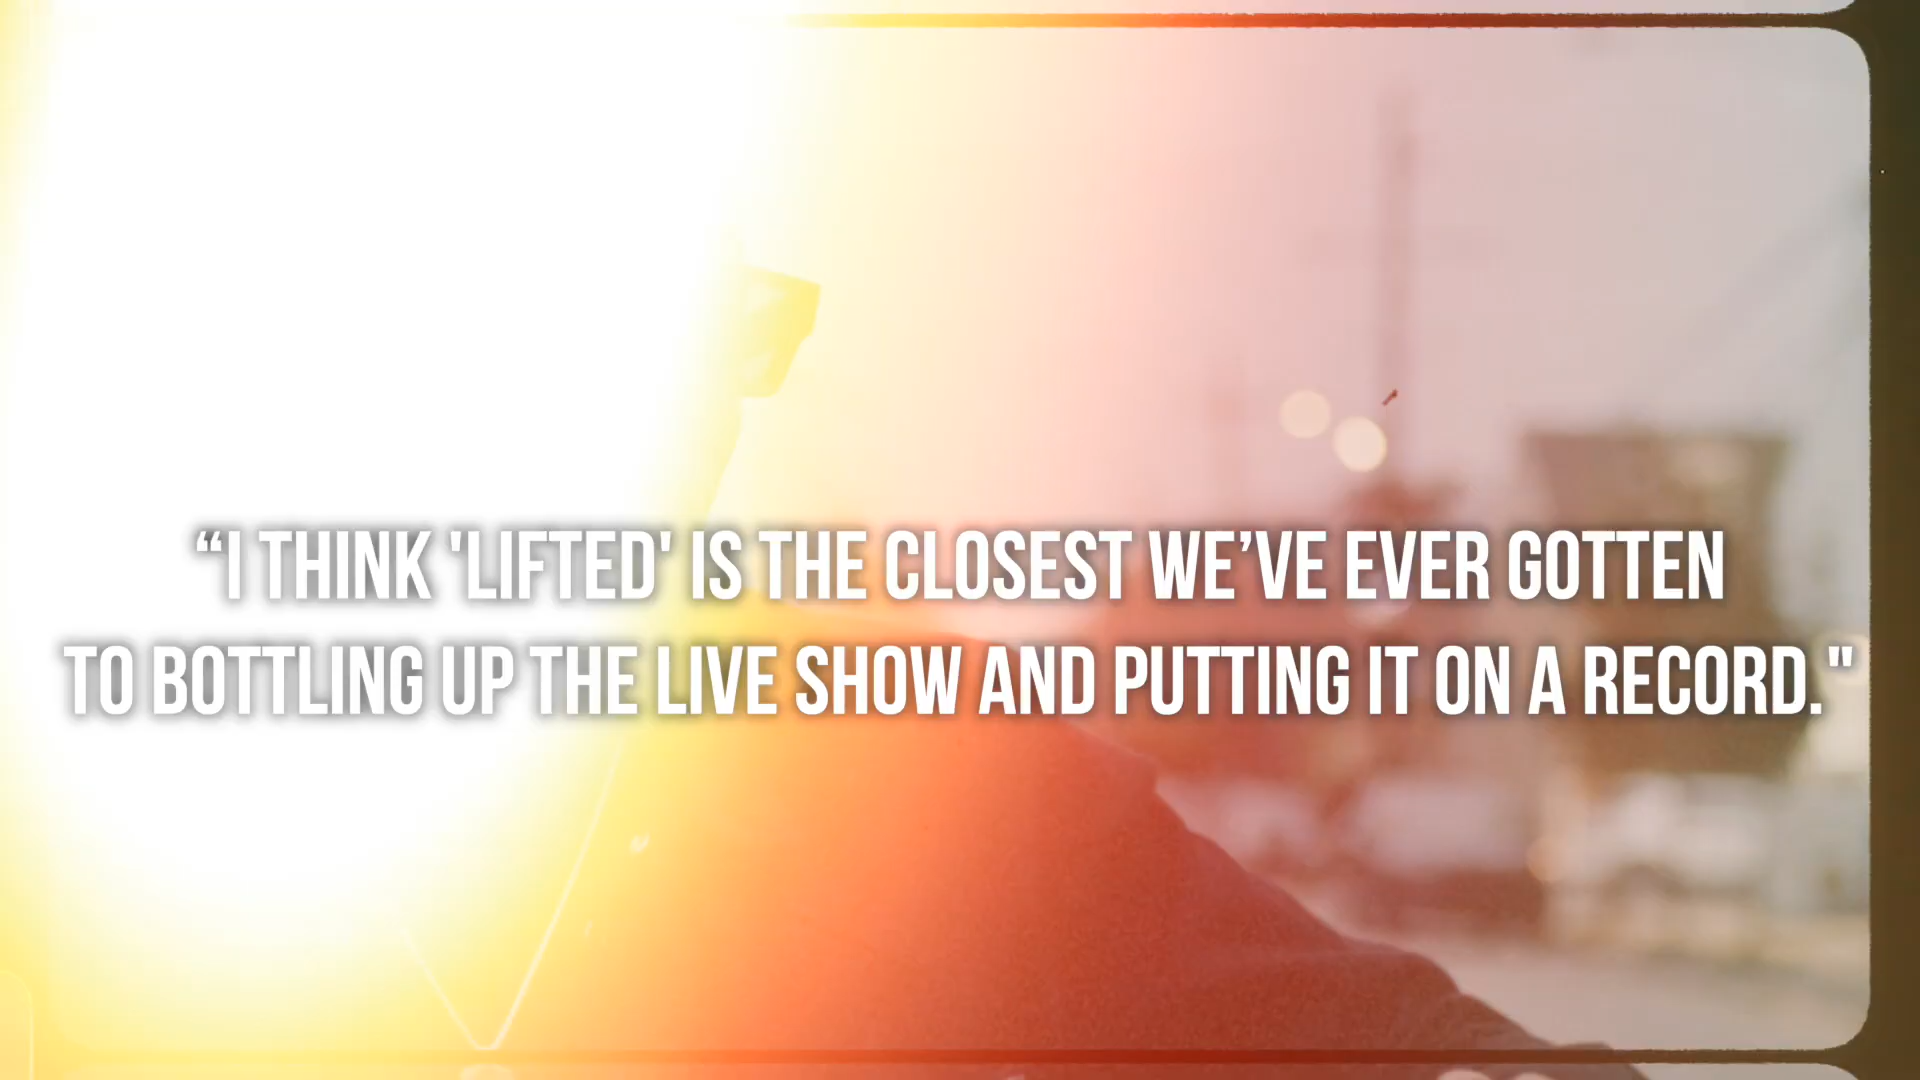 “I THINK 'LIFTED' IS THE CLOSEST WE’VE EVER GOTTEN
TO BOTTLING UP THE LIVE SHOW AND PUTTING IT ON A RECORD."